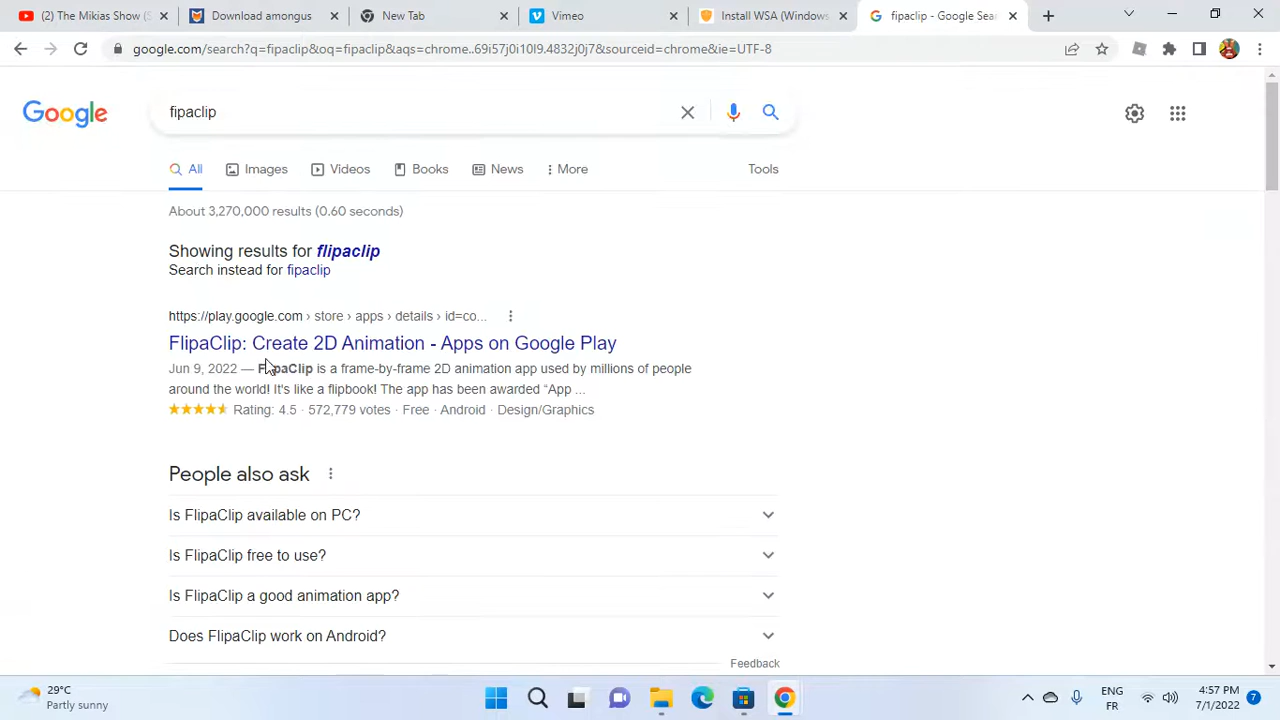 (2) The Mikias Show (S
Download amongus
New Tab
Vimeo
Install WSA (Windows
fipaclip - Google Sea
google.com/search?q=fipaclip&oq=fipaclip&aqs=chrome..69i57j0i10l9.4832j0j7&sourceid=chrome&ie=UTF-8
Google
fipaclip
All
Images
Videos
Books
News
More
Tools
About 3,270,000 results (0.60 seconds)
Showing results for flipaclip
Search instead for fipaclip
https://play.google.com › store › apps › details › id=co...
FlipaClip: Create 2D Animation - Apps on Google Play
Jun 9, 2022 — FlipaClip is a frame-by-frame 2D animation app used by millions of people
around the world! It's like a flipbook! The app has been awarded “App ...
Rating: 4.5 · 572,779 votes · Free · Android · Design/Graphics
People also ask
Is FlipaClip available on PC?
Is FlipaClip free to use?
Is FlipaClip a good animation app?
Does FlipaClip work on Android?
Feedback
29°C
Partly sunny
ENG
FR
4:57 PM
7/1/2022
7